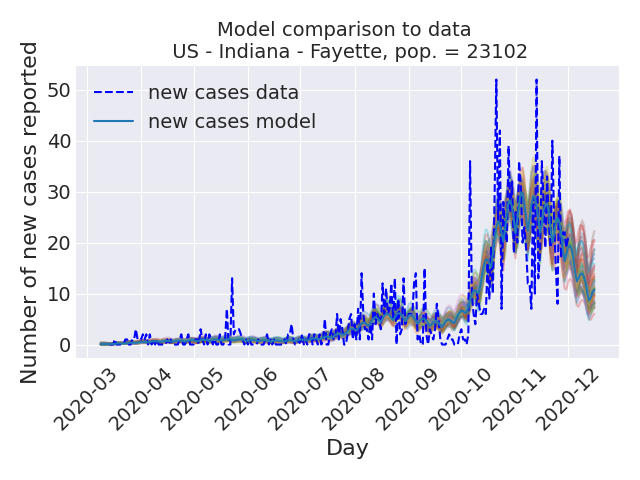 Model comparison to data
US - Indiana - Fayette, pop. = 23102
new cases data
new cases model
Number of new cases reported
50
40
30
20
10
0
2020-03
2020-04
2020-05
2020-06
2020-07
2020-08
2020-09
2020-10
2020-11
2020-12
Day